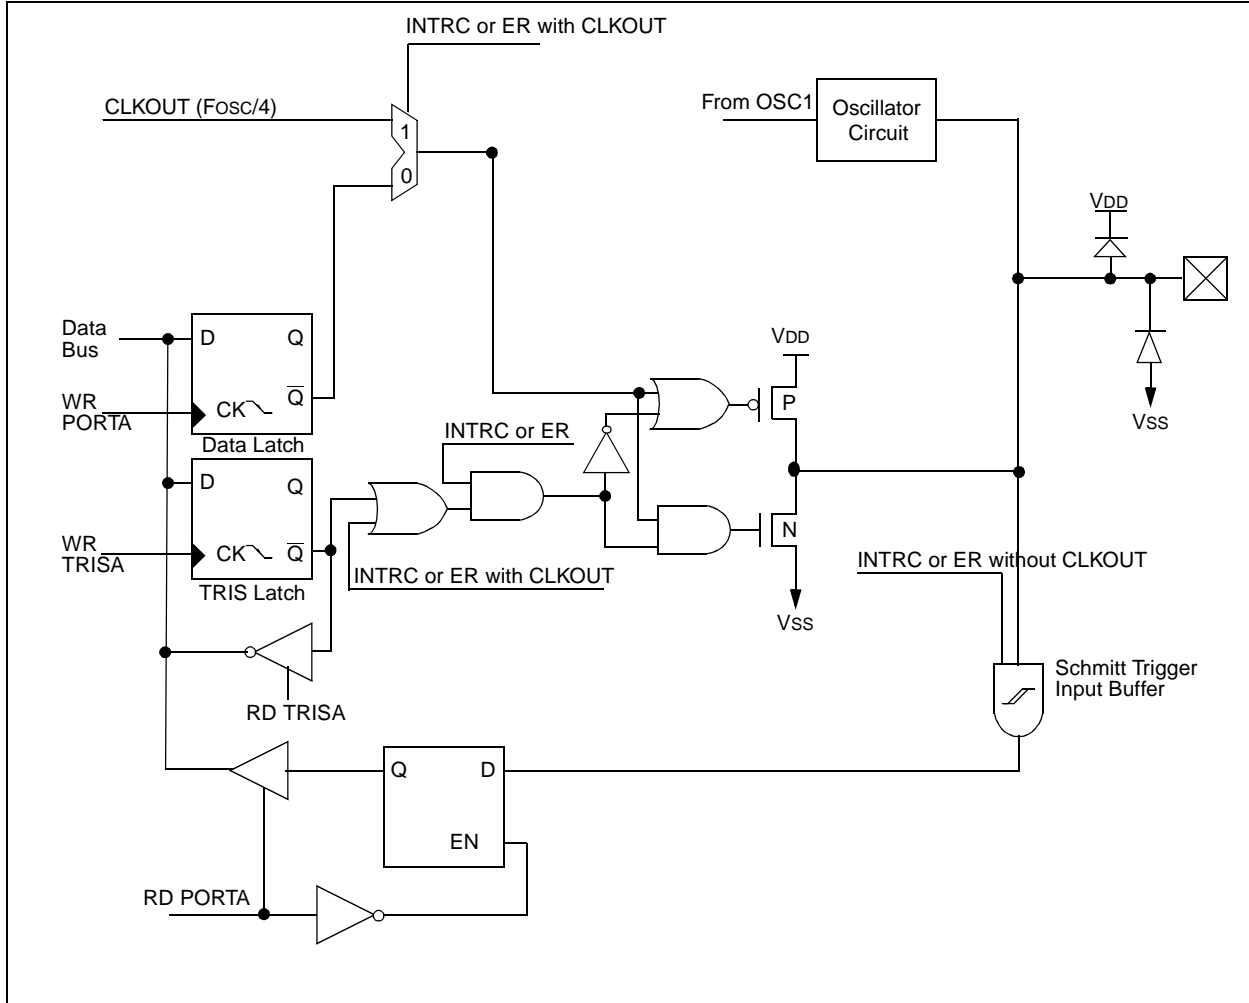 INTRC or ER with CLKOUT
CLKOUT (FOSC/4)
1
0
From OSC1
Oscillator
Circuit
VDD
Data
Bus
D
Q
WR
PORTA
CK
Q
Data Latch
VDD
P
VSS
INTRC or ER
D
Q
WR
TRISA
CK
Q
TRIS Latch
N
INTRC or ER with CLKOUT
INTRC or ER without CLKOUT
VSS
Schmitt Trigger
Input Buffer
RD TRISA
Q
D
EN
RD PORTA